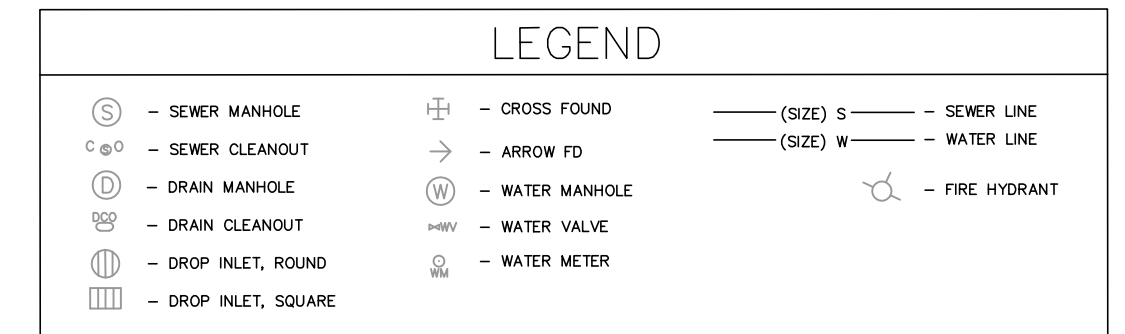 LEGEND
S - SEWER MANHOLE
C S O - SEWER CLEANOUT
D - DRAIN MANHOLE
DCO - DRAIN CLEANOUT
- DROP INLET, ROUND
- DROP INLET, SQUARE
- CROSS FOUND
- ARROW FD
W - WATER MANHOLE
WV - WATER VALVE
WM - WATER METER
(SIZE) S - SEWER LINE
(SIZE) W - WATER LINE
- FIRE HYDRANT